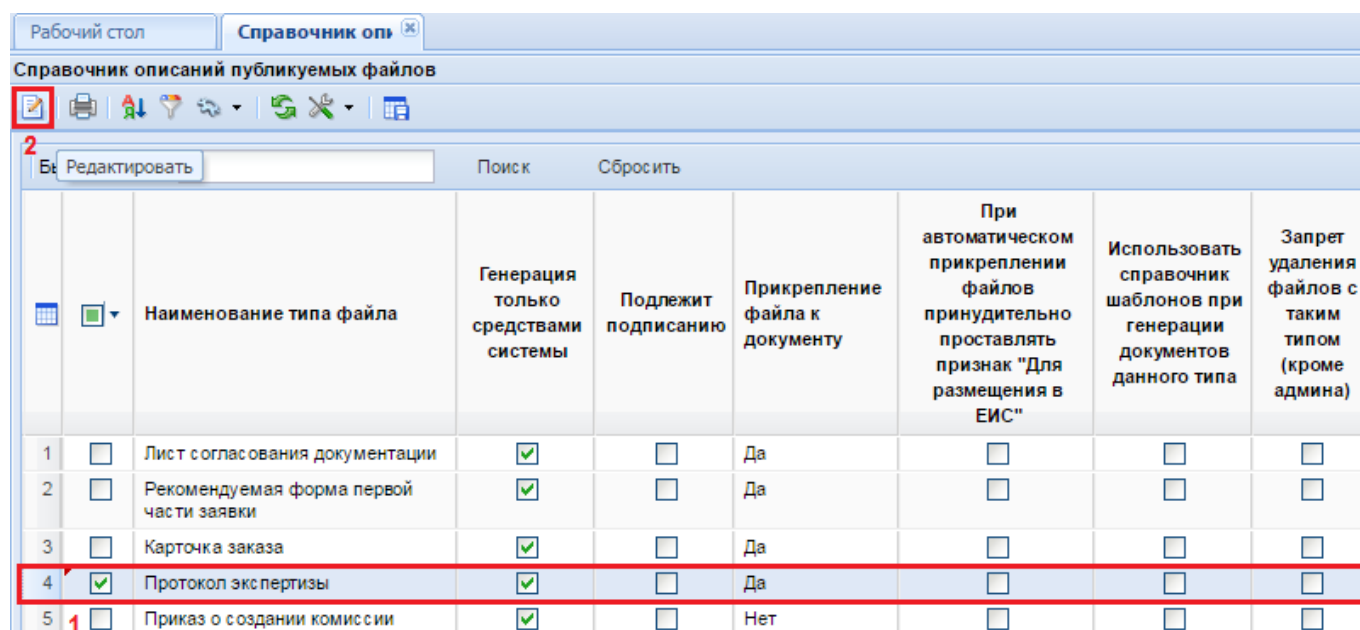 Рабочий стол
Справочник опи
Справочник описаний публикуемых файлов
2
Редактировать
Поиск
Сбросить
Наименование типа файла
Генерация
только
средствами
системы
Подлежит
подписанию
Прикрепление
файла к
документу
При
автоматическом
прикреплении
файлов
принудительно
проставлять
признак "Для
размещения в
ЕИС"
Использовать
справочник
шаблонов при
генерации
документов
данного типа
Запрет
удаления
файлов с
таким
типом
(кроме
админа)
1 Лист согласования документации Да
2 Рекомендуемая форма первой
части заявки Да
3 Карточка заказа Да
4 Протокол экспертизы Да
5 1 Приказ о создании комиссии Нет